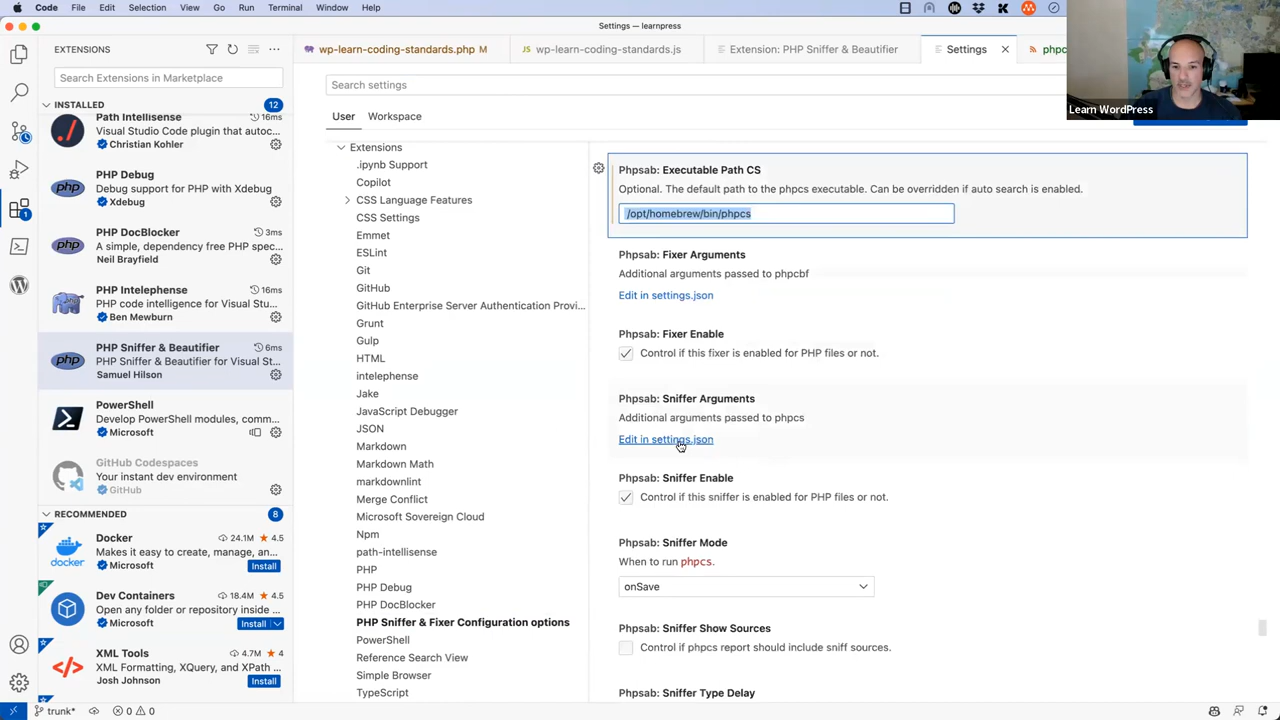 Code File Edit Selection View Go Run Terminal Window Help
Settings — learnpress
EXTENSIONS
wp-learn-coding-standards.php M
wp-learn-coding-standards.js
Extension: PHP Sniffer & Beautifier
Settings
phpc
Learn WordPress
Search Extensions in Marketplace
INSTALLED 12
Path Intellisense 16ms
Visual Studio Code plugin that autoc...
Christian Kohler
PHP Debug
Debug support for PHP with Xdebug
Xdebug
PHP DocBlocker 3ms
A simple, dependency free PHP spec...
Neil Brayfield
PHP Intelephense 16ms
PHP code intelligence for Visual Stu...
Ben Mewburn
PHP Sniffer & Beautifier 6ms
PHP Sniffer & Beautifier for Visual St...
Samuel Hilson
PowerShell
Develop PowerShell modules, comm...
Microsoft
GitHub Codespaces
Your instant dev environment
GitHub
RECOMMENDED 8
Docker 24.1M 4.5
Makes it easy to create, manage, an...
Microsoft Install
Dev Containers 18.4M 4.5
Open any folder or repository inside ...
Microsoft Install
XML Tools 4.7M 4
XML Formatting, XQuery, and XPath ...
Josh Johnson Install
Search settings
User Workspace
Extensions
.ipynb Support
Copilot
CSS Language Features
CSS Settings
Emmet
ESLint
Git
GitHub
GitHub Enterprise Server Authentication Provi...
Grunt
Gulp
HTML
intelephense
Jake
JavaScript Debugger
JSON
Markdown
Markdown Math
markdownlint
Merge Conflict
Microsoft Sovereign Cloud
Npm
path-intellisense
PHP
PHP Debug
PHP DocBlocker
PHP Sniffer & Fixer Configuration options
PowerShell
Reference Search View
Simple Browser
TypeScript
Phpsab: Executable Path CS
Optional. The default path to the phpcs executable. Can be overridden if auto search is enabled.
/opt/homebrew/bin/phpcs
Phpsab: Fixer Arguments
Additional arguments passed to phpcbf
Edit in settings.json
Phpsab: Fixer Enable
Control if this fixer is enabled for PHP files or not.
Phpsab: Sniffer Arguments
Additional arguments passed to phpcs
Edit in settings.json
Phpsab: Sniffer Enable
Control if this sniffer is enabled for PHP files or not.
Phpsab: Sniffer Mode
When to run phpcs.
onSave
Phpsab: Sniffer Show Sources
Control if phpcs report should include sniff sources.
Phpsab: Sniffer Type Delay
trunk* 0 0